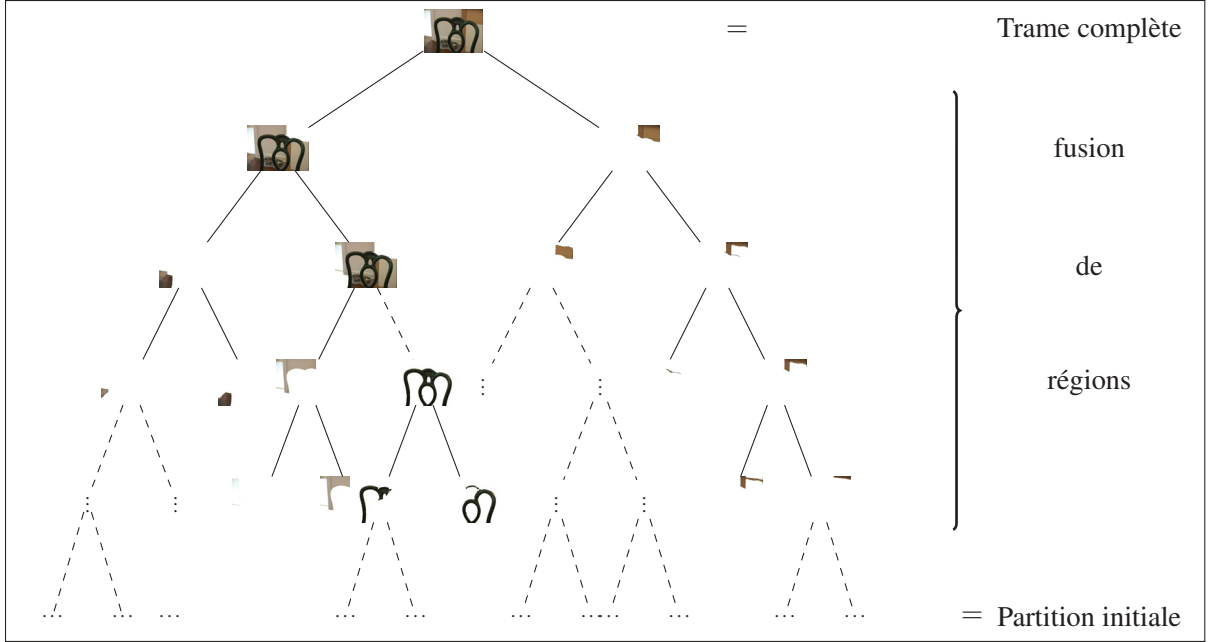 = Trame complète
fusion
de
régions
⋮ ⋮
⋮ ⋮ ⋮ ⋮
... ... ... ... ... ... ...... ... ... ... = Partition initiale